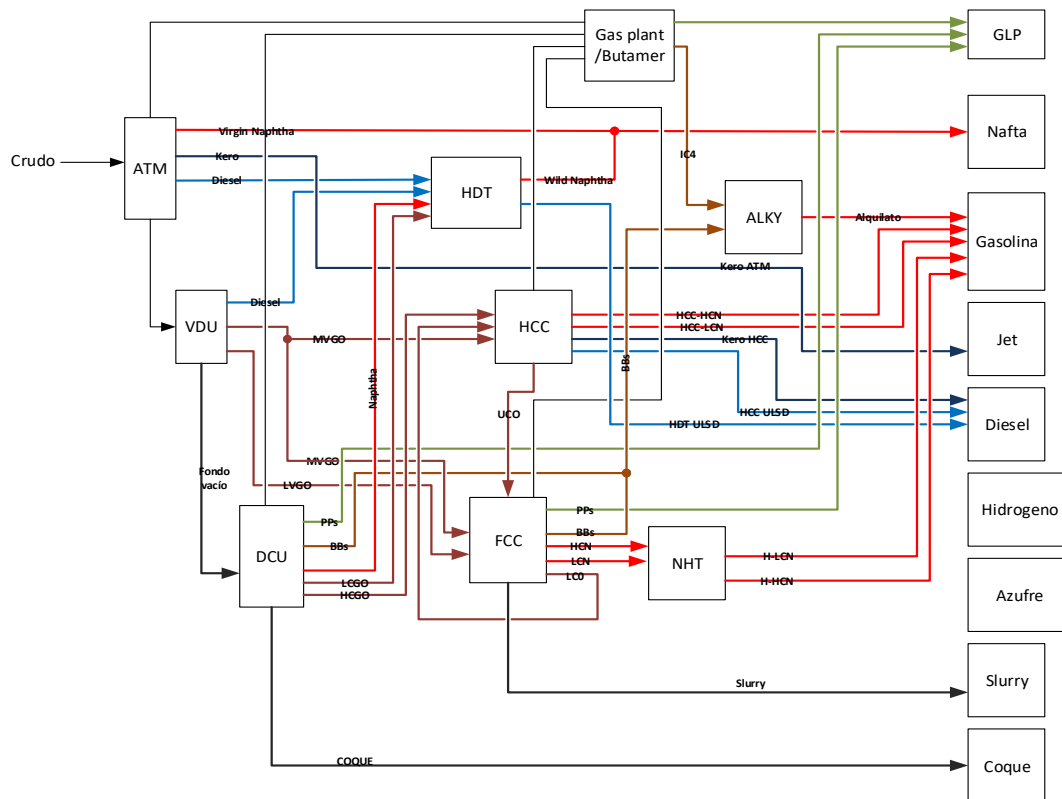 Gas plant
/Butamer
GLP
Virgin Naphtha
Nafta
Crudo
ATM
Kero
IC4
Diesel
HDT
Wild Naphtha
ALKY
Alquilato
Gasolina
Kero ATM
Diesel
VDU
HCC
HCC-HCN
HCC-LCN
MVGO
Kero HCC
Jet
BBs
Naphtha
UCO
HCC ULSD
HDT ULSD
Diesel
MVGO
Fondo
vacío
LVGO
Hidrogeno
PPs
PPs
BBs
BBs
HCN
FCC
DCU
LCN
NHT
H-LCN
LC0
LCGO
HCGO
H-HCN
Azufre
Slurry
Slurry
COQUE
Coque